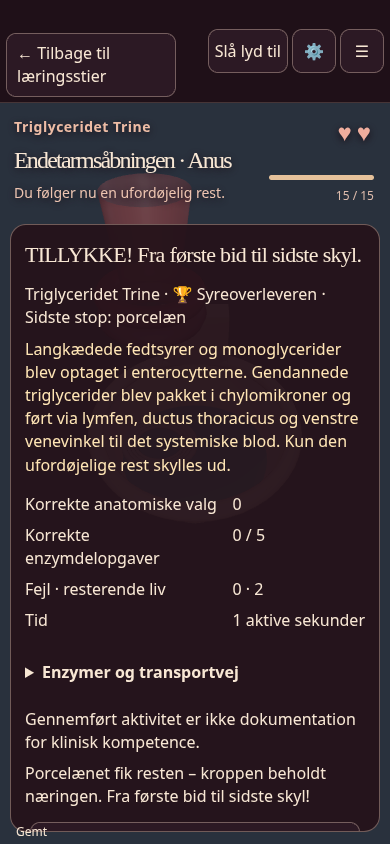 ← Tilbage til
læringsstier
Slå lyd til
⚙️
☰
Triglyceridet Trine
Endetarmsåbningen · Anus
Du følger nu en ufordøjelig rest.
♥ ♥
15 / 15
TILLYKKE! Fra første bid til sidste skyl.
Triglyceridet Trine · 🏆 Syreoverleveren ·
Sidste stop: porcelæn
Langkædede fedtsyrer og monoglycerider
blev optaget i enterocytterne. Gendannede
triglycerider blev pakket i chylomikroner og
ført via lymfen, ductus thoracicus og venstre
venevinkel til det systemiske blod. Kun den
ufordøjelige rest skylles ud.
Korrekte anatomiske valg 0
Korrekte
enzymdelopgaver 0 / 5
Fejl · resterende liv 0 · 2
Tid 1 aktive sekunder
▶ Enzymer og transportvej
Gennemført aktivitet er ikke dokumentation
for klinisk kompetence.
Porcelænet fik resten – kroppen beholdt
næringen. Fra første bid til sidste skyl!
Gemt